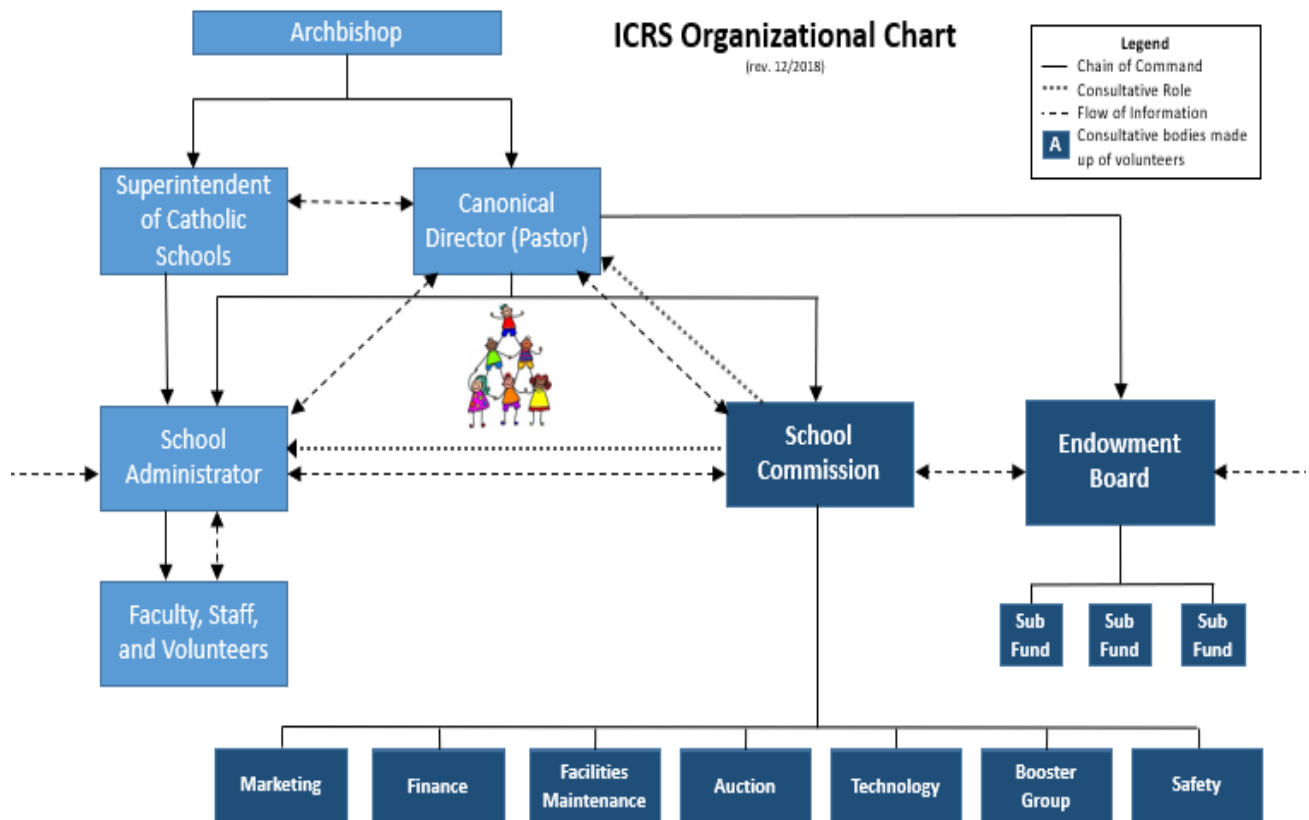 Archbishop
ICRS Organizational Chart
(rev. 12/2018)
Legend
Chain of Command
Consultative Role
Flow of Information
A
Consultative bodies made
up of volunteers
Superintendent
of Catholic
Schools
Canonical
Director (Pastor)
School
Administrator
School
Commission
Endowment
Board
Faculty, Staff,
and Volunteers
Sub
Fund
Sub
Fund
Sub
Fund
Marketing
Finance
Facilities
Maintenance
Auction
Technology
Booster
Group
Safety